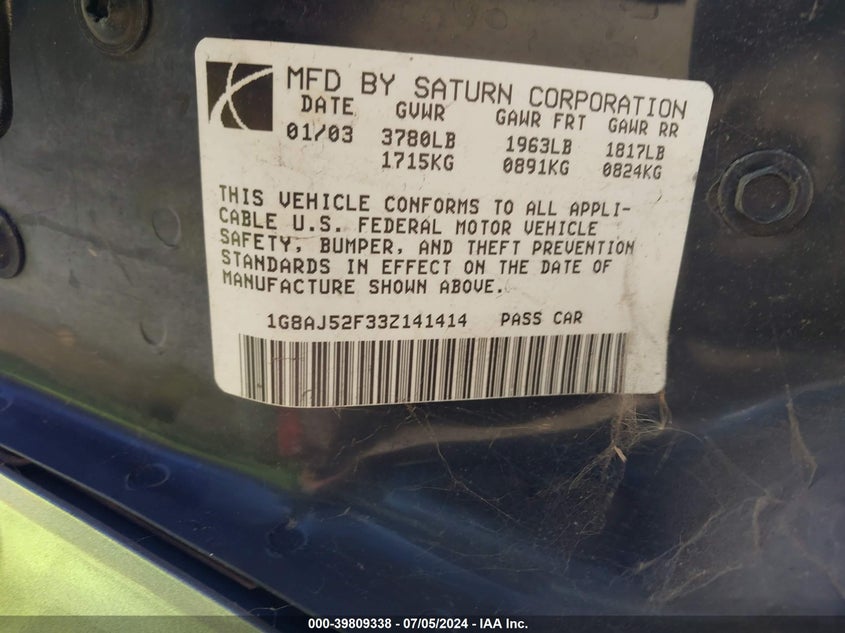 MFD BY SATURN CORPORATION
DATE GVWR GAWR FRT GAWR RR
01/03 3780LB 1963LB 1817LB
1715KG 0891KG 0824KG
THIS VEHICLE CONFORMS TO ALL APPLI-
CABLE U.S. FEDERAL MOTOR VEHICLE
SAFETY, BUMPER, AND THEFT PREVENTION
STANDARDS IN EFFECT ON THE DATE OF
MANUFACTURE SHOWN ABOVE.
1G8AJ52F33Z141414 PASS CAR
000-39809338 - 07/05/2024 - IAA Inc.